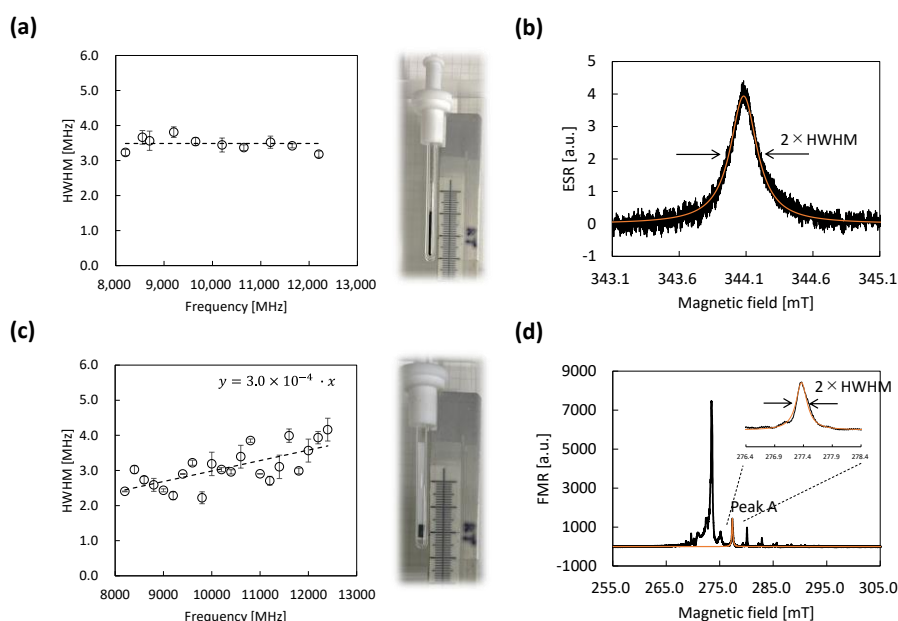 (a)
HWHM [MHz]
6.0
5.0
4.0
3.0
2.0
1.0
0.0
8,000 9,000 10,000 11,000 12,000 13,000
Frequency [MHz]
(b)
ESR [a.u.]
5
4
3
2
1
0
-1
2×HWHM
343.1 343.6 344.1 344.6 345.1
Magnetic field [mT]
(c)
HWHM [MHz]
6.0
5.0
4.0
3.0
2.0
1.0
0.0
y = 3.0 × 10⁻⁴ · x
8000 9000 10000 11000 12000 13000
Frequency [MHz]
(d)
FMR [a.u.]
9000
7000
5000
3000
1000
-1000
2×HWHM
276.4 276.9 277.4 277.9 278.4
Peak A
255.0 265.0 275.0 285.0 295.0 305.0
Magnetic field [mT]